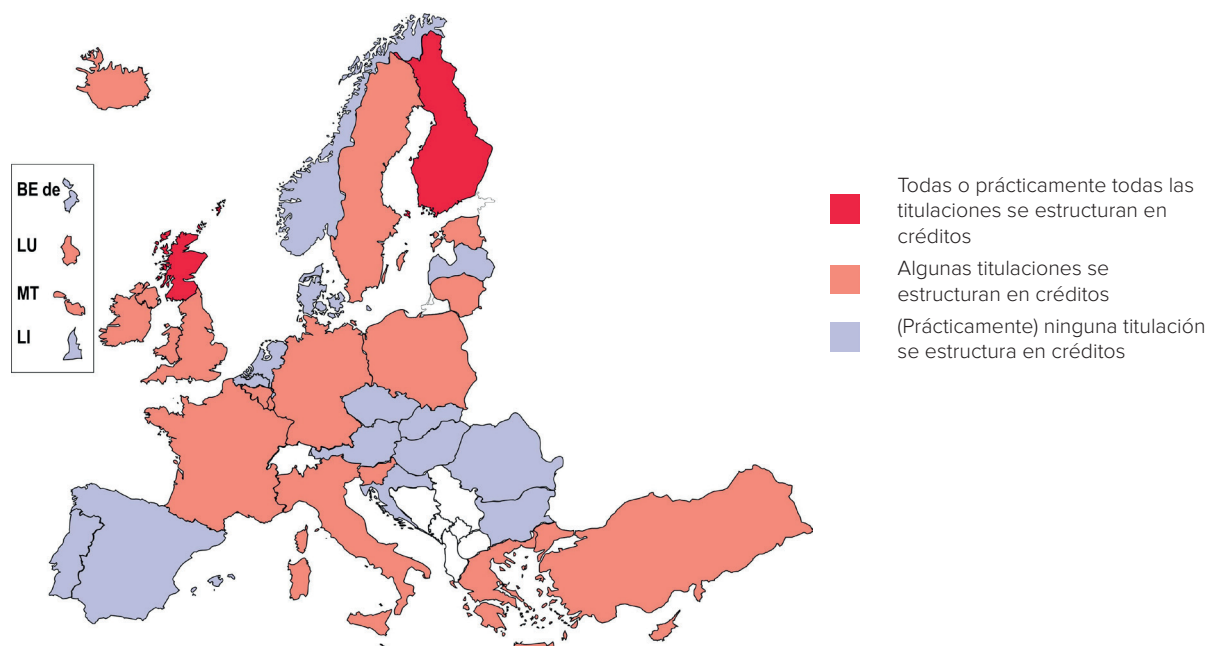 BE de
LU
MT
LI
Todas o prácticamente todas las
titulaciones se estructuran en
créditos
Algunas titulaciones se
estructuran en créditos
(Prácticamente) ninguna titulación
se estructura en créditos